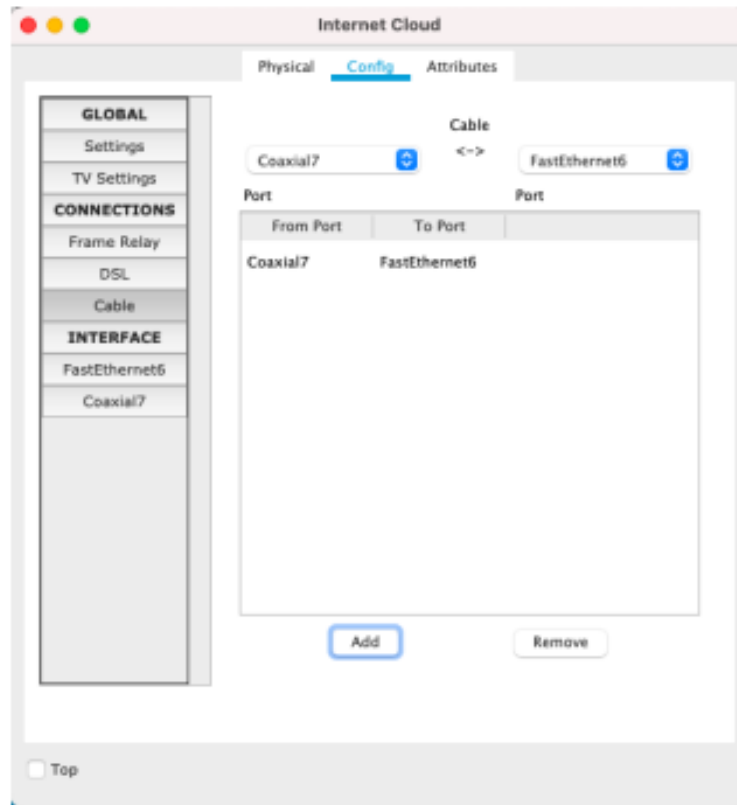 Internet Cloud
Physical Config Attributes
GLOBAL
Settings
TV Settings
CONNECTIONS
Frame Relay
DSL
Cable
INTERFACE
FastEthernet6
Coaxial7
Cable
Coaxial7 <-> FastEthernet6
Port Port
From Port To Port
Coaxial7 FastEthernet6
Add Remove
Top